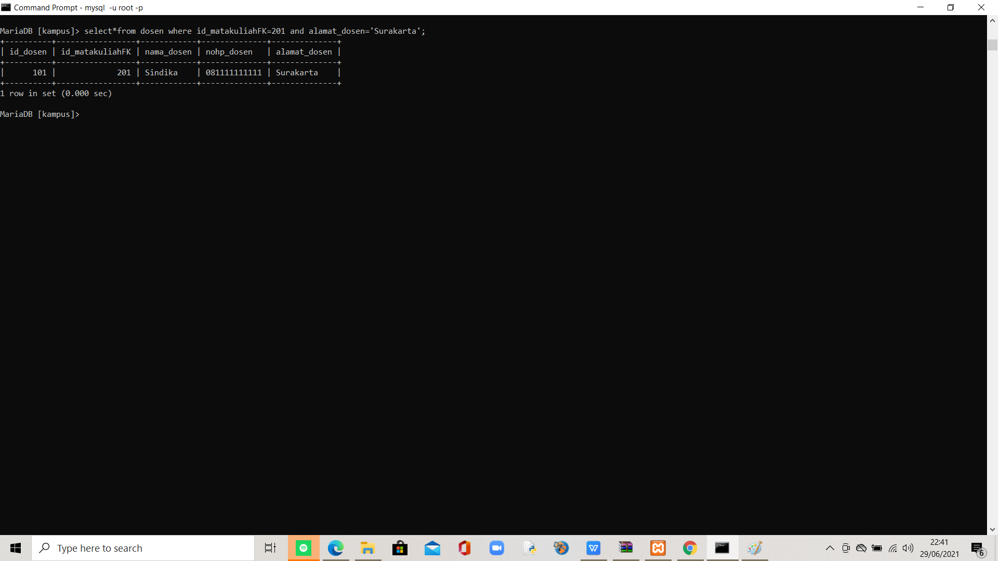 Command Prompt - mysql  -u root -p
MariaDB [kampus]> select*from dosen where id_matakuliahFK=201 and alamat_dosen='Surakarta';
+----------+-----------------+------------+--------------+--------------+
| id_dosen | id_matakuliahFK | nama_dosen | nohp_dosen   | alamat_dosen |
+----------+-----------------+------------+--------------+--------------+
|      101 |             201 | Sindika    | 081111111111 | Surakarta    |
+----------+-----------------+------------+--------------+--------------+
1 row in set (0.000 sec)
MariaDB [kampus]>
Type here to search
22:41
29/06/2021
6